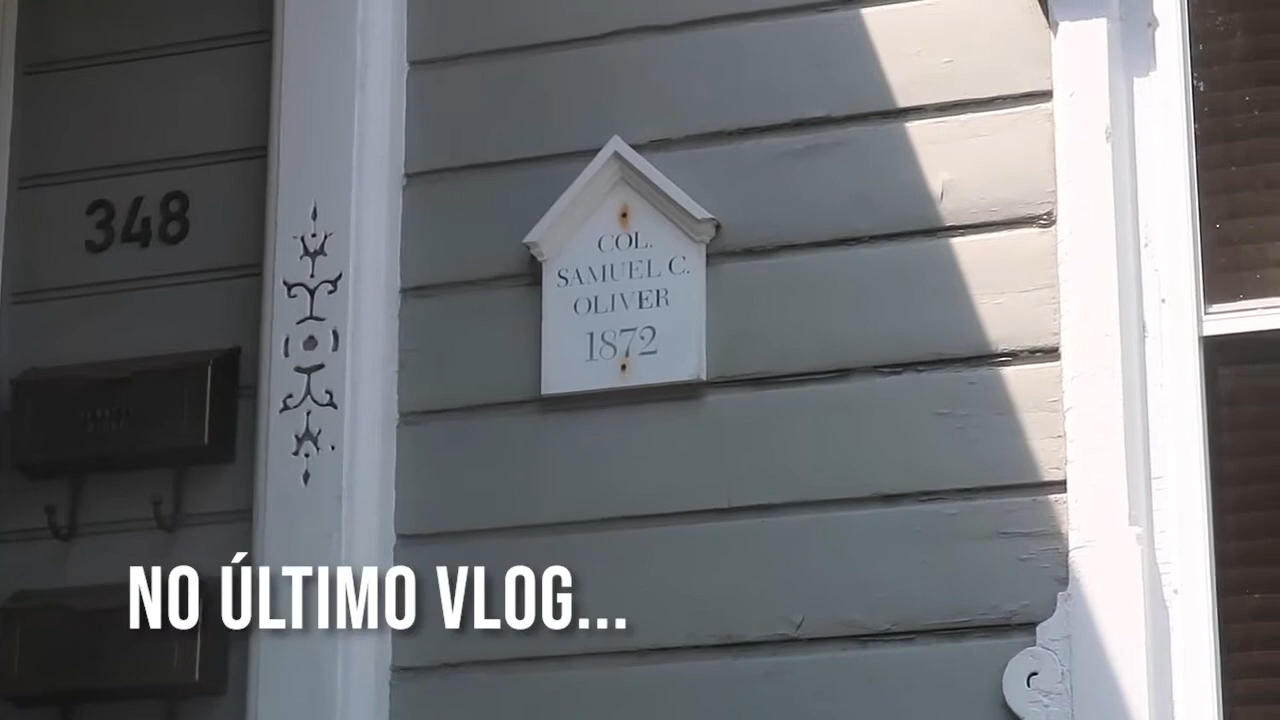 348
COL.
SAMUEL C.
OLIVER
1872
NO ÚLTIMO VLOG...